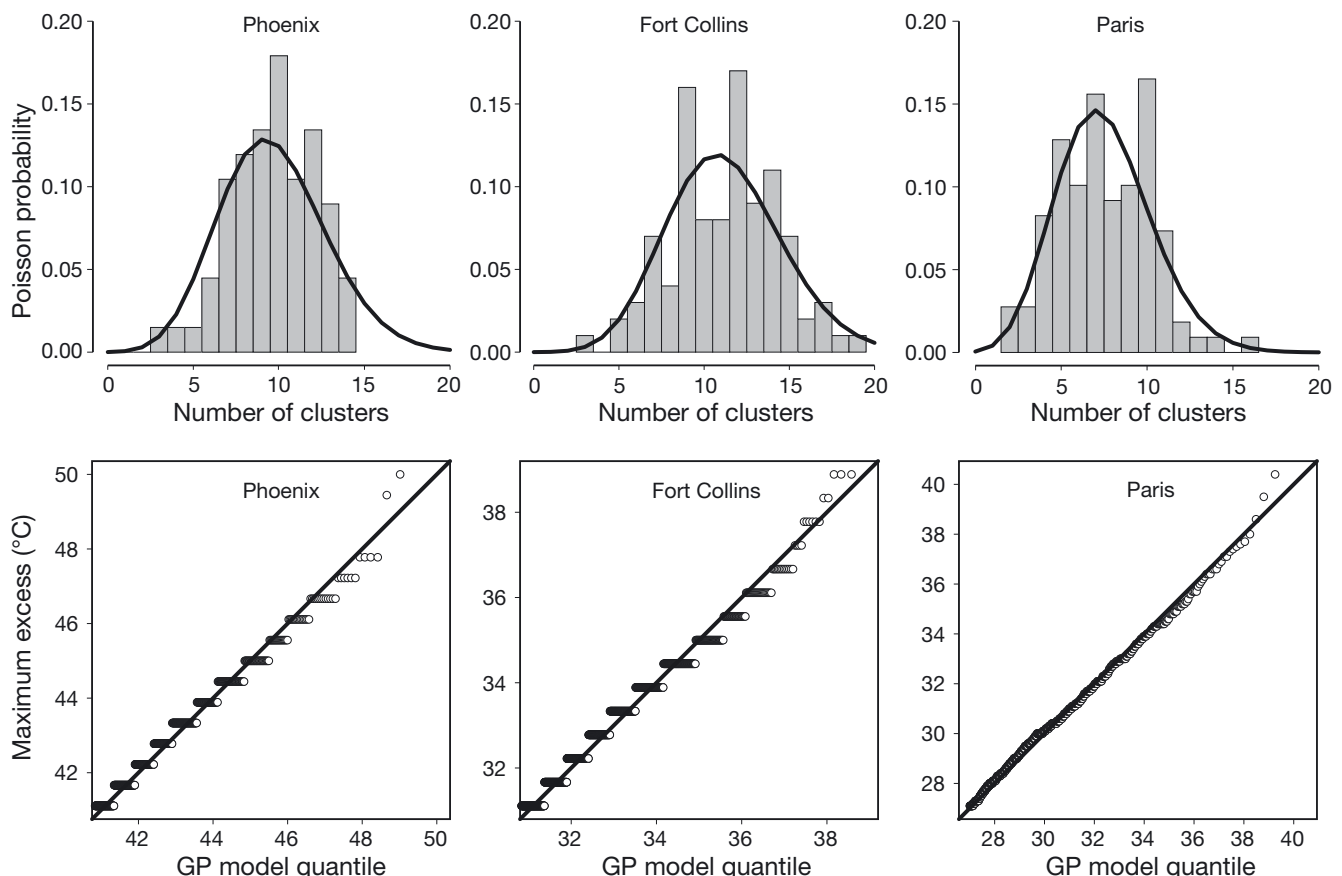 Phoenix
Fort Collins
Paris
0.20
0.15
0.10
0.05
0.00
0.20
0.15
0.10
0.05
0.00
0.20
0.15
0.10
0.05
0.00
Poisson probability
0 5 10 15 20
0 5 10 15 20
0 5 10 15 20
Number of clusters
Number of clusters
Number of clusters
Phoenix
Fort Collins
Paris
50
48
46
44
42
38
36
34
32
40
38
36
34
32
30
28
Maximum excess (°C)
42 44 46 48 50
32 34 36 38
28 30 32 34 36 38 40
GP model quantile
GP model quantile
GP model quantile